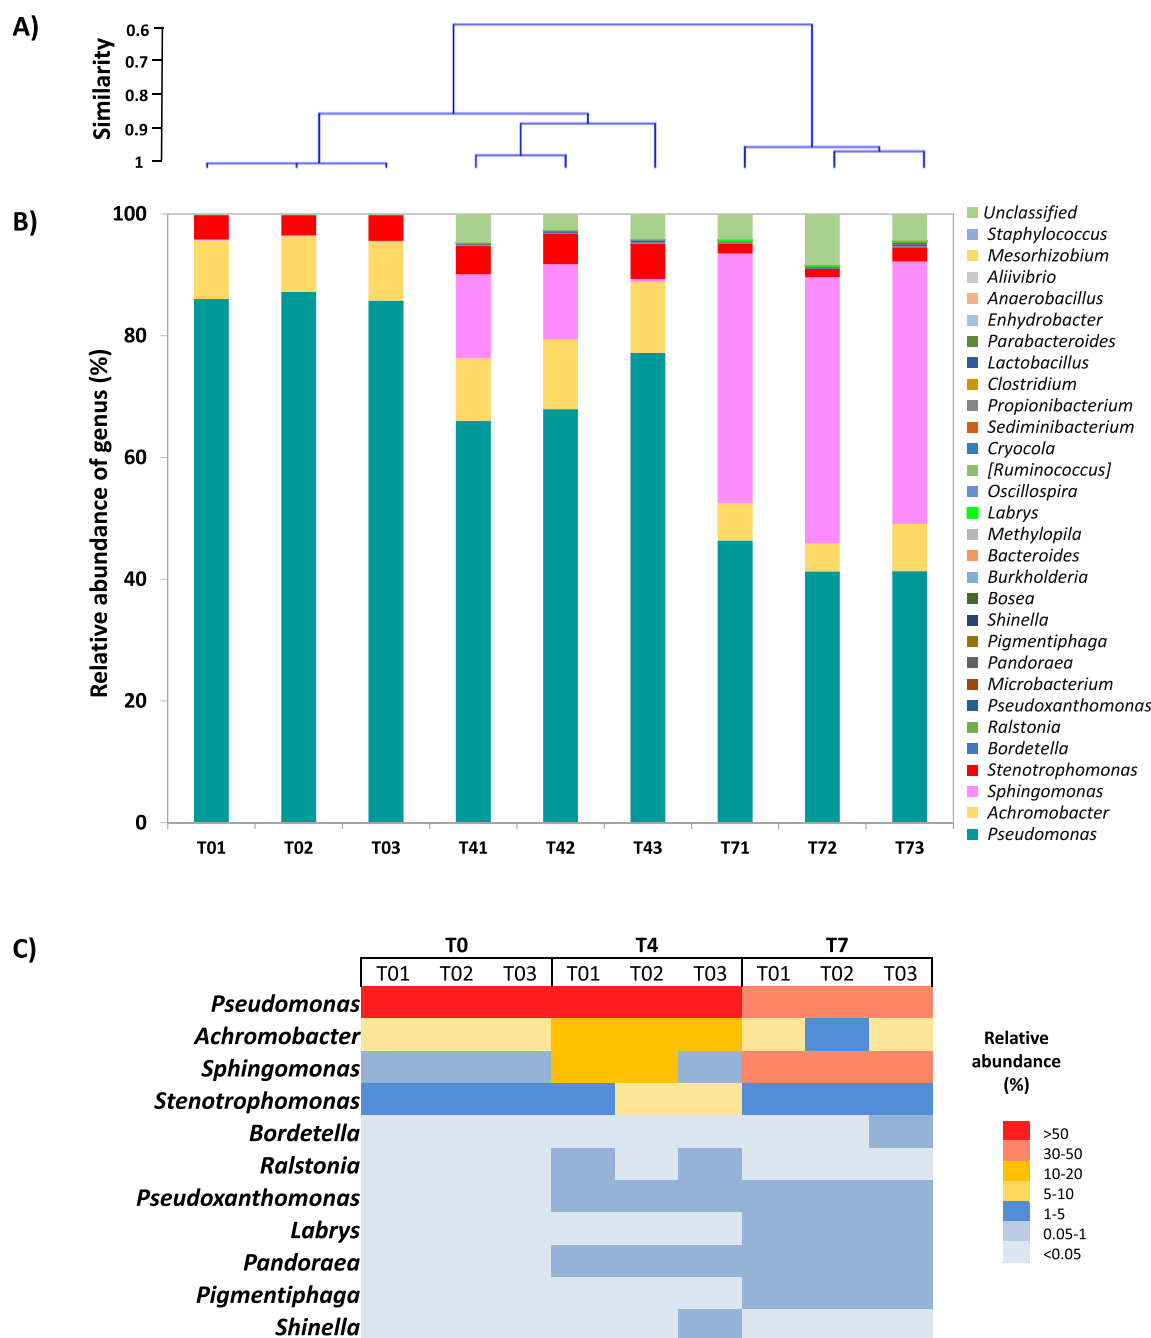 A)
Similarity
0.6
0.7
0.8
0.9
1
B)
Relative abundance of genus (%)
100
80
60
40
20
0
T01 T02 T03 T41 T42 T43 T71 T72 T73
Unclassified
Staphylococcus
Mesorhizobium
Aliivibrio
Anaerobacillus
Enhydrobacter
Parabacteroides
Lactobacillus
Clostridium
Propionibacterium
Sediminibacterium
Cryocola
[Ruminococcus]
Oscillospira
Labrys
Methylopila
Bacteroides
Burkholderia
Bosea
Shinella
Pigmentiphaga
Pandoraea
Microbacterium
Pseudoxanthomonas
Ralstonia
Bordetella
Stenotrophomonas
Sphingomonas
Achromobacter
Pseudomonas
C)
T0 T4 T7
T01 T02 T03 T01 T02 T03 T01 T02 T03
Pseudomonas
Achromobacter
Sphingomonas
Stenotrophomonas
Bordetella
Ralstonia
Pseudoxanthomonas
Labrys
Pandoraea
Pigmentiphaga
Shinella
Relative
abundance
(%)
>50
30-50
10-20
5-10
1-5
0.05-1
<0.05